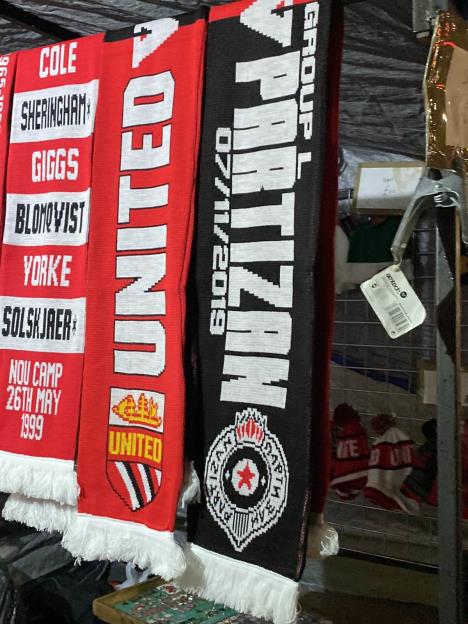 COLE
SHERINGHAM*
GIGGS
BLOMQVIST
YORKE
SOLSKJAER*
NOU CAMP
26TH MAY
1999
UNITED
UNITED
GROUP L
PARTIZAN
07/11/2019